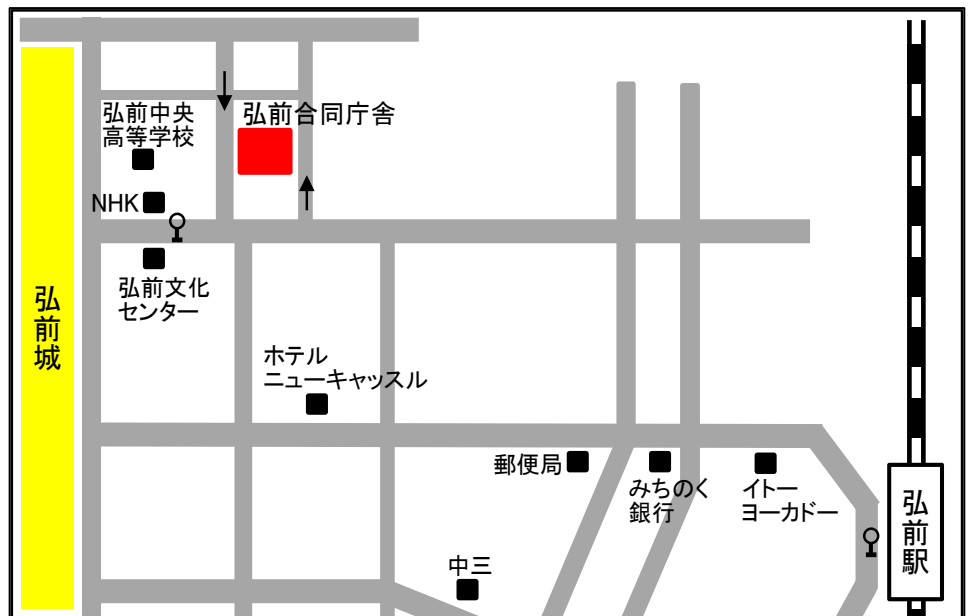 弘前中央
高等学校
弘前合同庁舎
NHK
弘前文化
センター
弘前城
ホテル
ニューキャッスル
郵便局
みちのく
銀行
イトー
ヨーカドー
弘前駅
中三